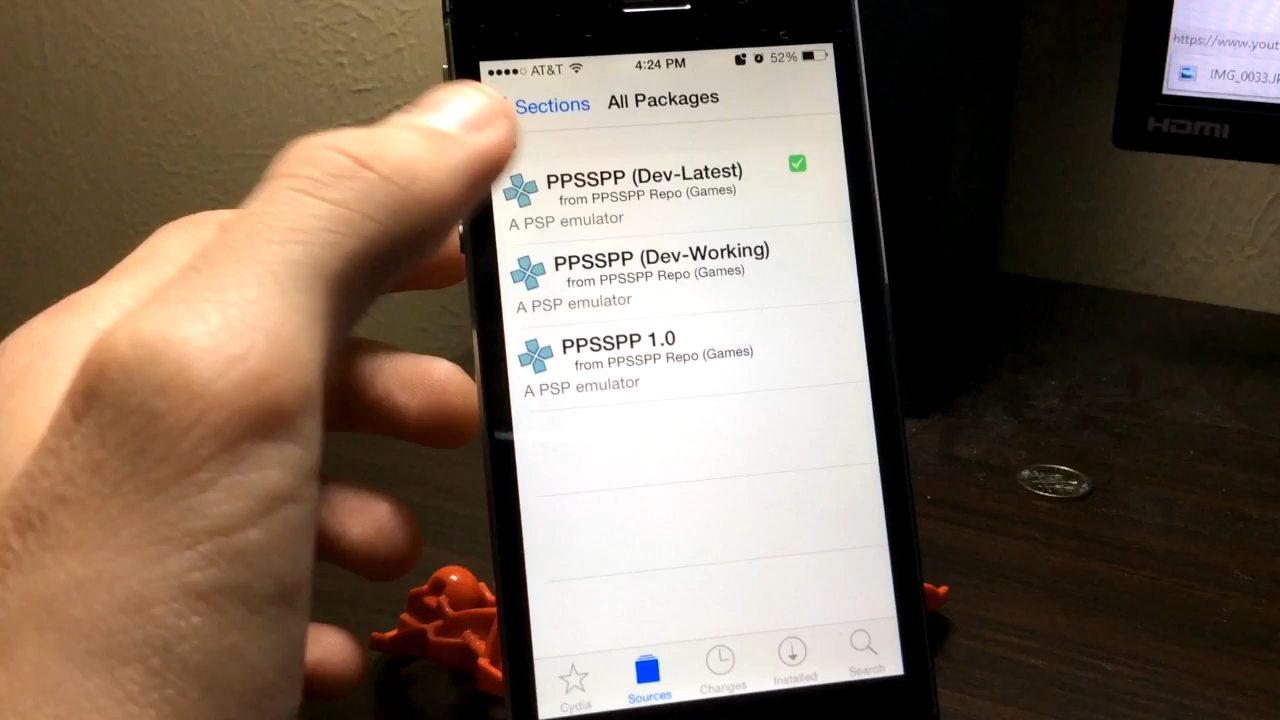 AT&T 4:24 PM 52%
Sections All Packages
PPSSPP (Dev-Latest)
from PPSSPP Repo (Games)
A PSP emulator
PPSSPP (Dev-Working)
from PPSSPP Repo (Games)
A PSP emulator
PPSSPP 1.0
from PPSSPP Repo (Games)
A PSP emulator
Cydia Sources Changes Installed Search
https://www.yout
IMG_0033.J
HDMI